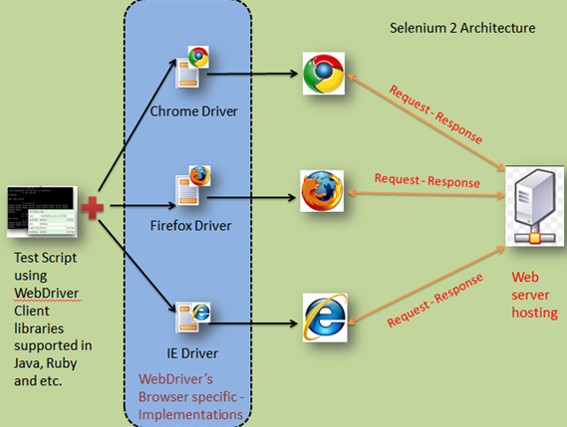 Selenium 2 Architecture
Chrome Driver
Request - Response
Firefox Driver
Request - Response
Test Script
using
WebDriver
Client
libraries
supported in
Java, Ruby
and etc.
IE Driver
Request - Response
Web
server
hosting
WebDriver's
Browser specific -
Implementations